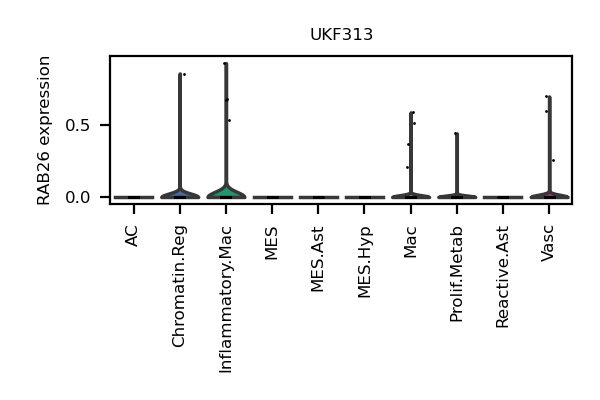 UKF313
RAB26 expression
0.5
0.0
AC
Chromatin.Reg
Inflammatory.Mac
MES
MES.Ast
MES.Hyp
Mac
Prolif.Metab
Reactive.Ast
Vasc